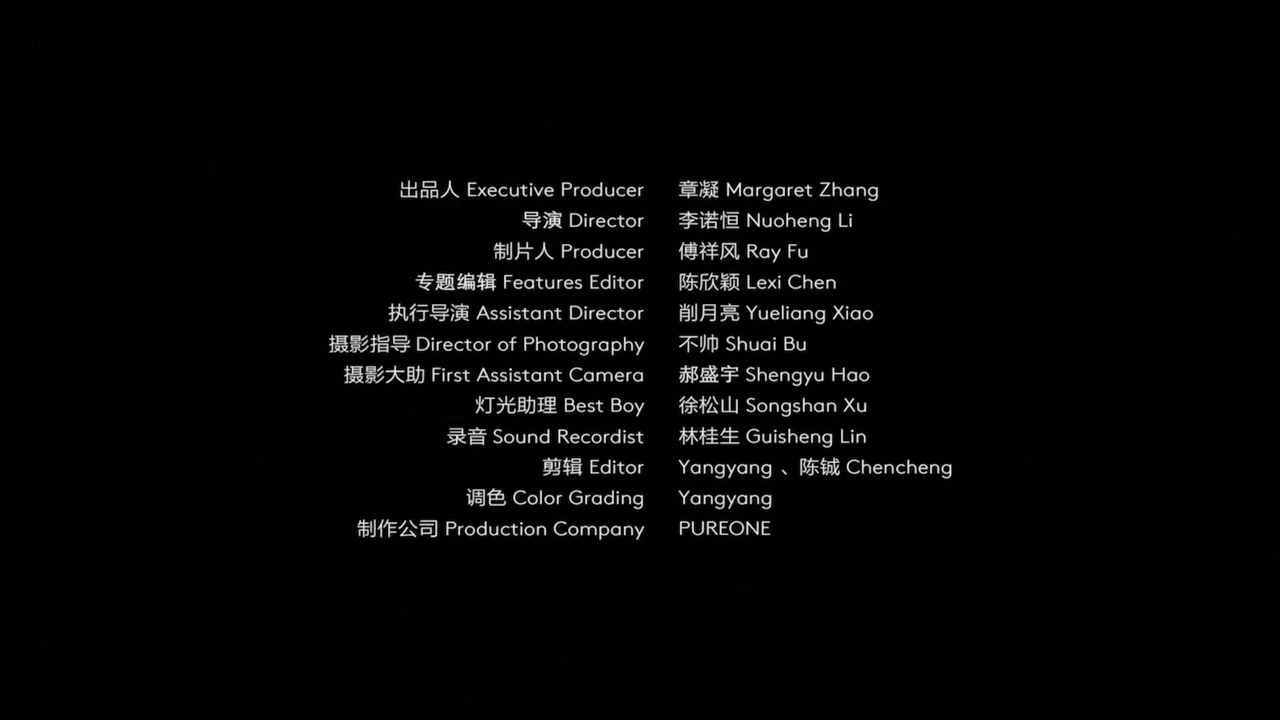 出品人 Executive Producer 章凝 Margaret Zhang
导演 Director 李诺恒 Nuoheng Li
制片人 Producer 傅祥风 Ray Fu
专题编辑 Features Editor 陈欣颖 Lexi Chen
执行导演 Assistant Director 削月亮 Yueliang Xiao
摄影指导 Director of Photography 不帅 Shuai Bu
摄影大助 First Assistant Camera 郝盛宇 Shengyu Hao
灯光助理 Best Boy 徐松山 Songshan Xu
录音 Sound Recordist 林桂生 Guisheng Lin
剪辑 Editor Yangyang 、陈铖 Chencheng
调色 Color Grading Yangyang
制作公司 Production Company PUREONE